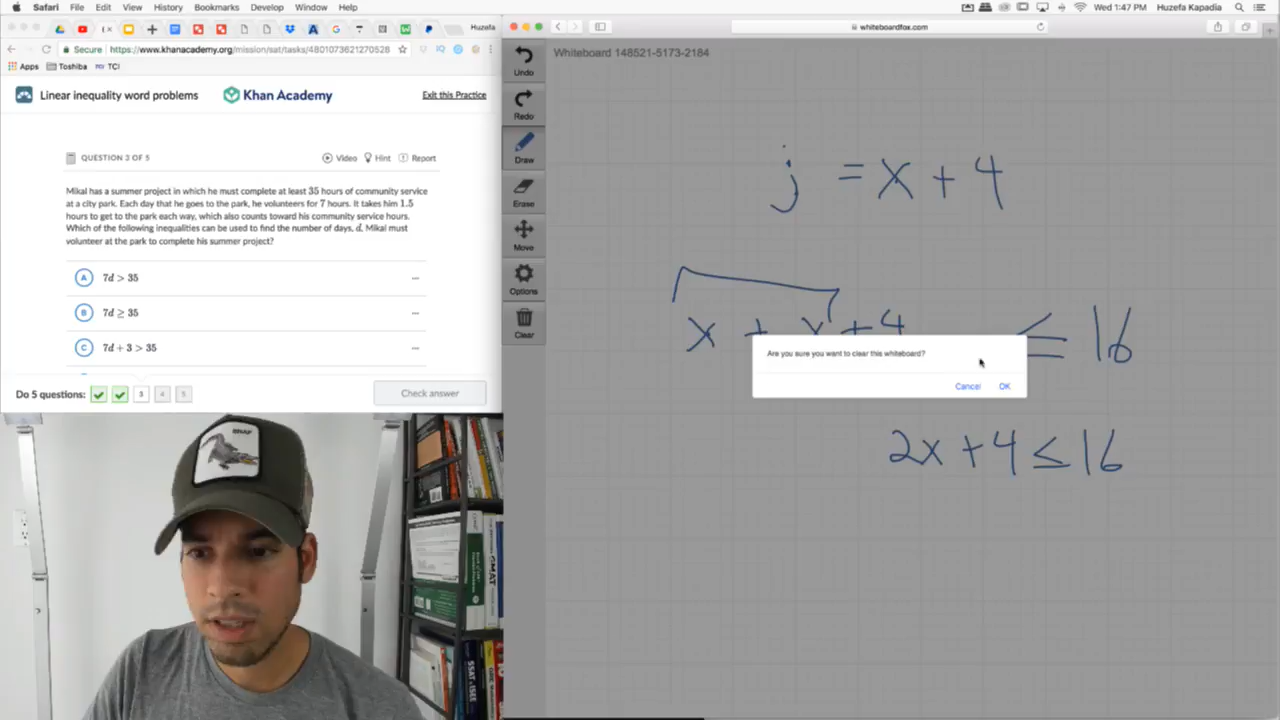 Safari File Edit View History Bookmarks Develop Window Help
Wed 1:47 PM Huzefa Kapadia
Huzefa
Secure https://www.khanacademy.org/mission/sat/tasks/4801073621270528
Apps Toshiba TCI
Linear inequality word problems Khan Academy Exit this Practice
QUESTION 3 OF 5 Video Hint Report
Mikal has a summer project in which he must complete at least 35 hours of community service
at a city park. Each day that he goes to the park, he volunteers for 7 hours. It takes him 1.5
hours to get to the park each way, which also counts toward his community service hours.
Which of the following inequalities can be used to find the number of days, d, Mikal must
volunteer at the park to complete his summer project?
A 7d > 35
B 7d ≥ 35
C 7d + 3 > 35
Do 5 questions: 3 4 5 Check answer
whiteboardfox.com
Whiteboard 148521-5173-2184
Undo
Redo
Draw
Erase
Move
Options
Clear
j = x + 4
x + x + 4 ≤ 16
Are you sure you want to clear this whiteboard?
Cancel OK
2x + 4 ≤ 16
GMAT
SSAT-ISEE